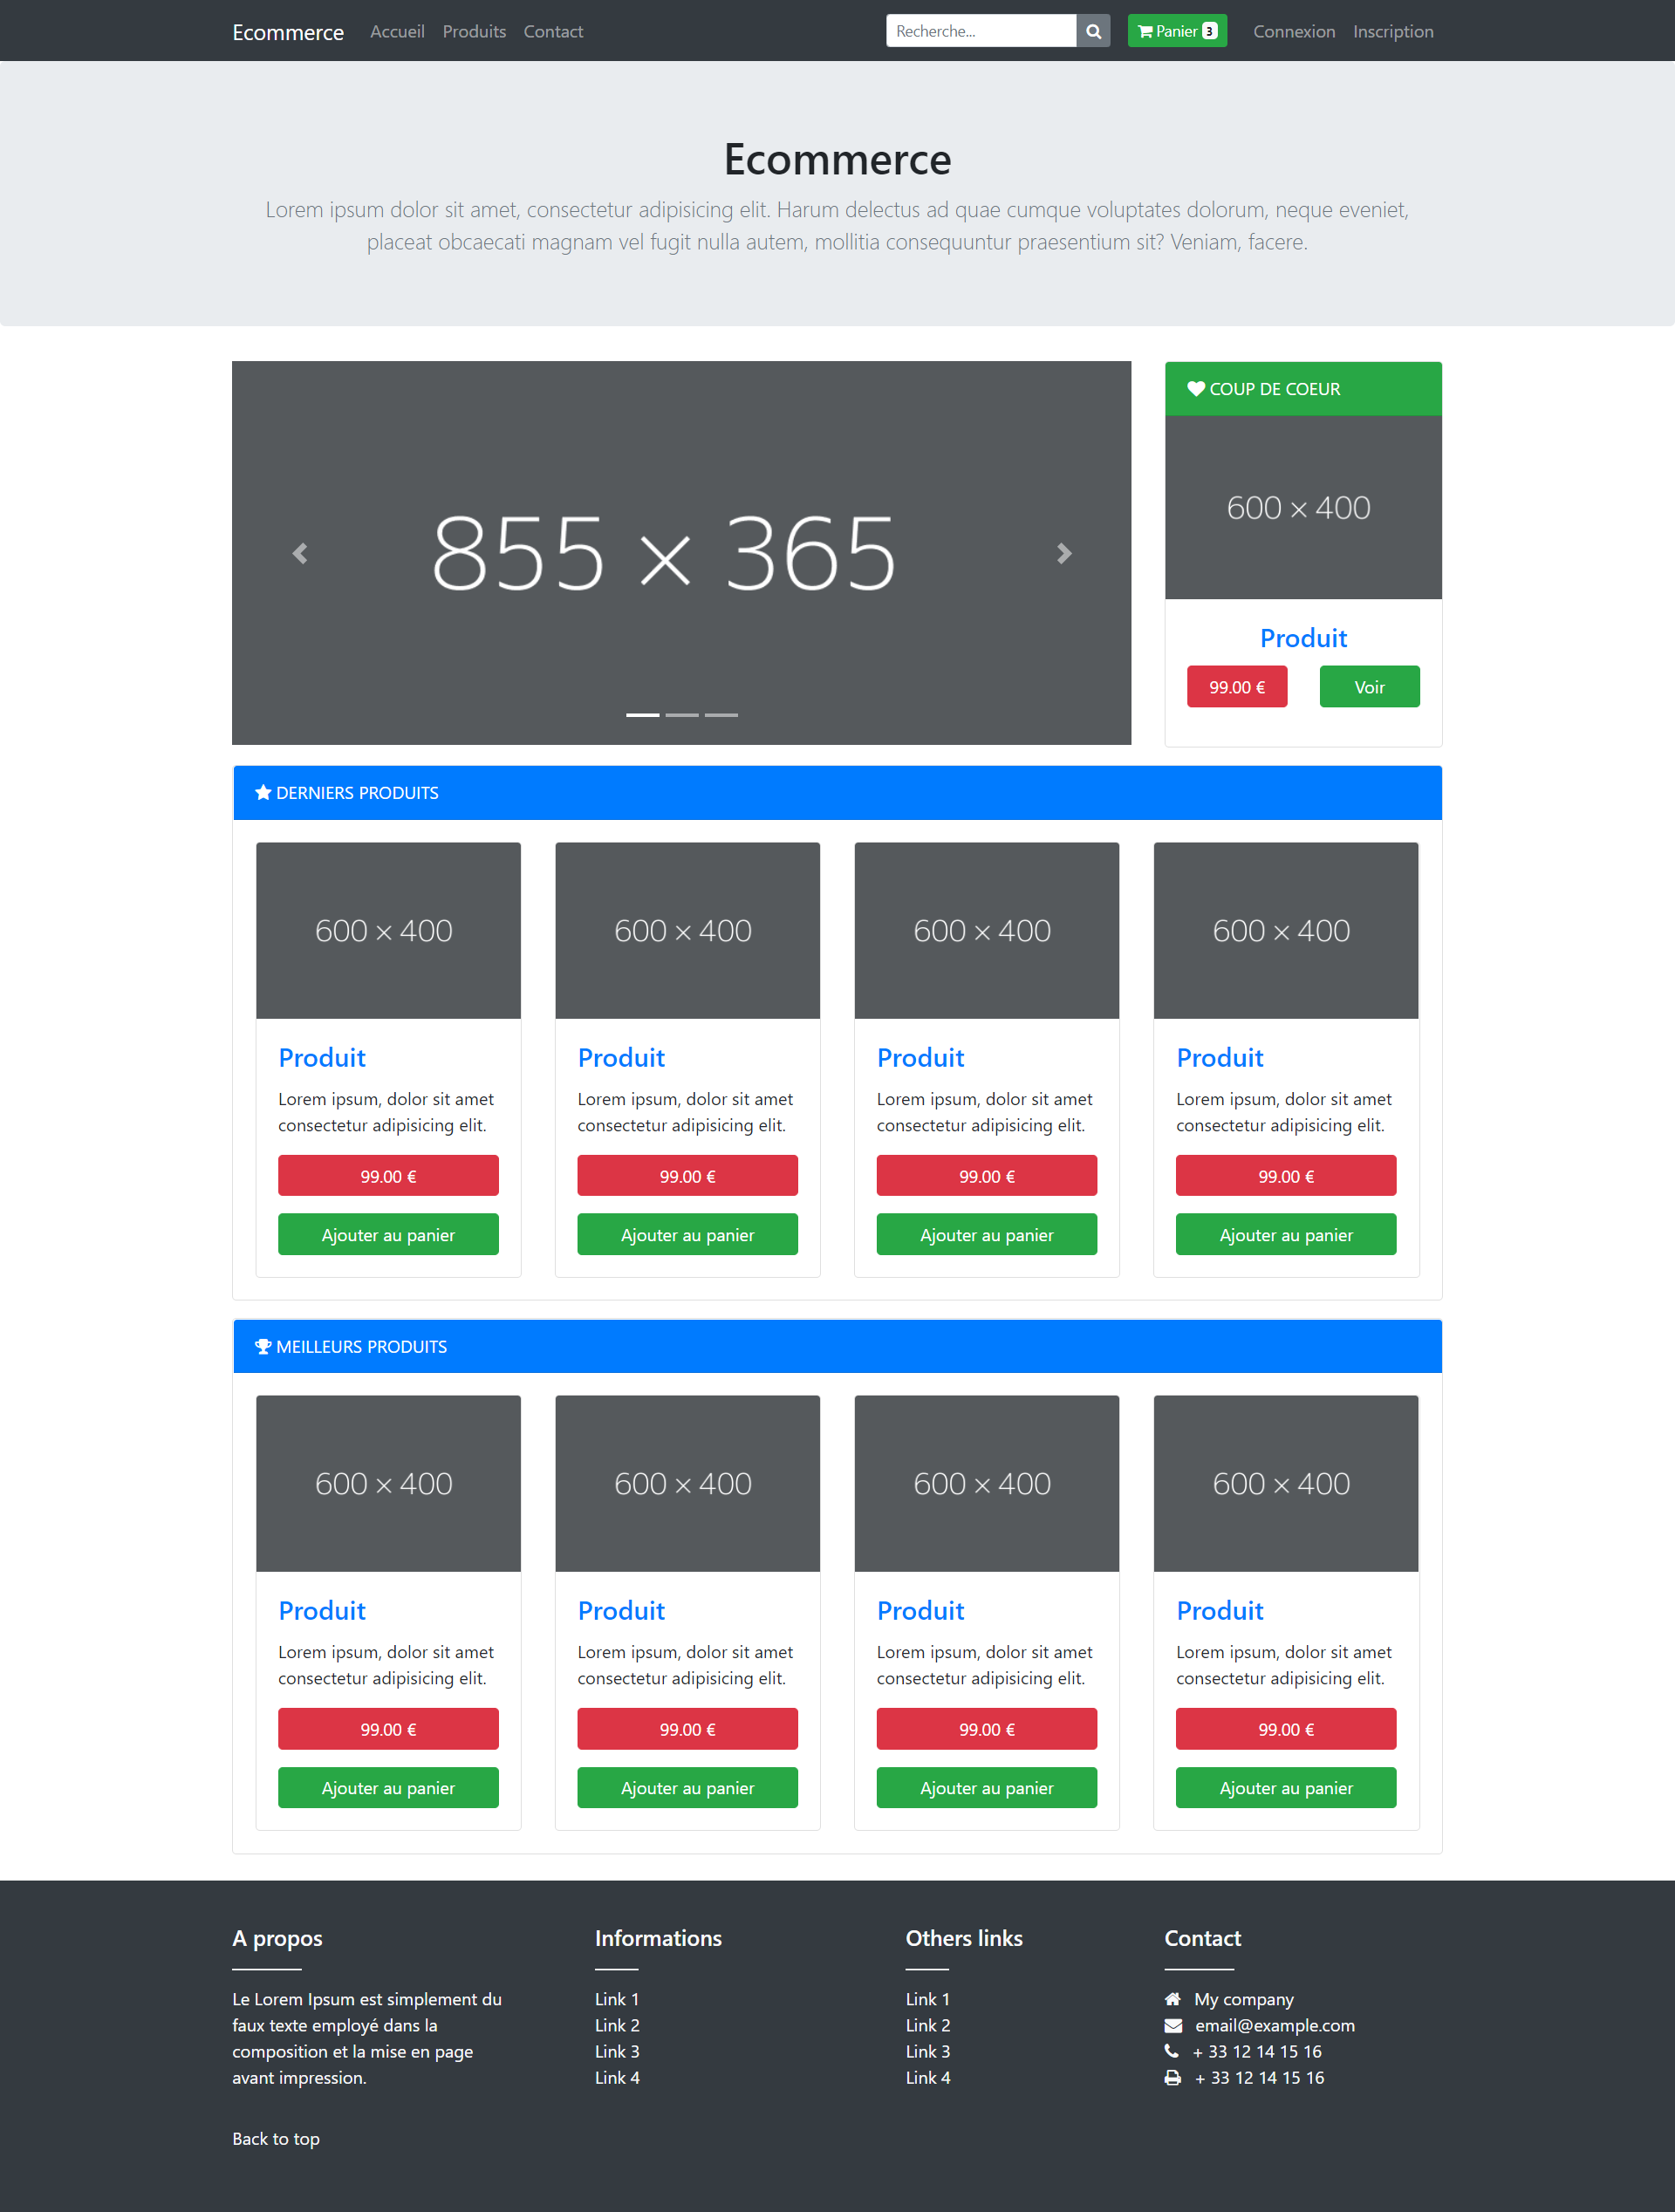 Ecommerce Accueil Produits Contact Recherche... Panier 3 Connexion Inscription
Ecommerce
Lorem ipsum dolor sit amet, consectetur adipisicing elit. Harum delectus ad quae cumque voluptates dolorum, neque eveniet,
placeat obcaecati magnam vel fugit nulla autem, mollitia consequuntur praesentium sit? Veniam, facere.
855 × 365
COUP DE COEUR
600 × 400
Produit
99.00 € Voir
DERNIERS PRODUITS
600 × 400 600 × 400 600 × 400 600 × 400
Produit Produit Produit Produit
Lorem ipsum, dolor sit amet Lorem ipsum, dolor sit amet Lorem ipsum, dolor sit amet Lorem ipsum, dolor sit amet
consectetur adipisicing elit. consectetur adipisicing elit. consectetur adipisicing elit. consectetur adipisicing elit.
99.00 € 99.00 € 99.00 € 99.00 €
Ajouter au panier Ajouter au panier Ajouter au panier Ajouter au panier
MEILLEURS PRODUITS
600 × 400 600 × 400 600 × 400 600 × 400
Produit Produit Produit Produit
Lorem ipsum, dolor sit amet Lorem ipsum, dolor sit amet Lorem ipsum, dolor sit amet Lorem ipsum, dolor sit amet
consectetur adipisicing elit. consectetur adipisicing elit. consectetur adipisicing elit. consectetur adipisicing elit.
99.00 € 99.00 € 99.00 € 99.00 €
Ajouter au panier Ajouter au panier Ajouter au panier Ajouter au panier
A propos
Le Lorem Ipsum est simplement du
faux texte employé dans la
composition et la mise en page
avant impression.
Informations
Link 1
Link 2
Link 3
Link 4
Others links
Link 1
Link 2
Link 3
Link 4
Contact
My company
email@example.com
+ 33 12 14 15 16
+ 33 12 14 15 16
Back to top